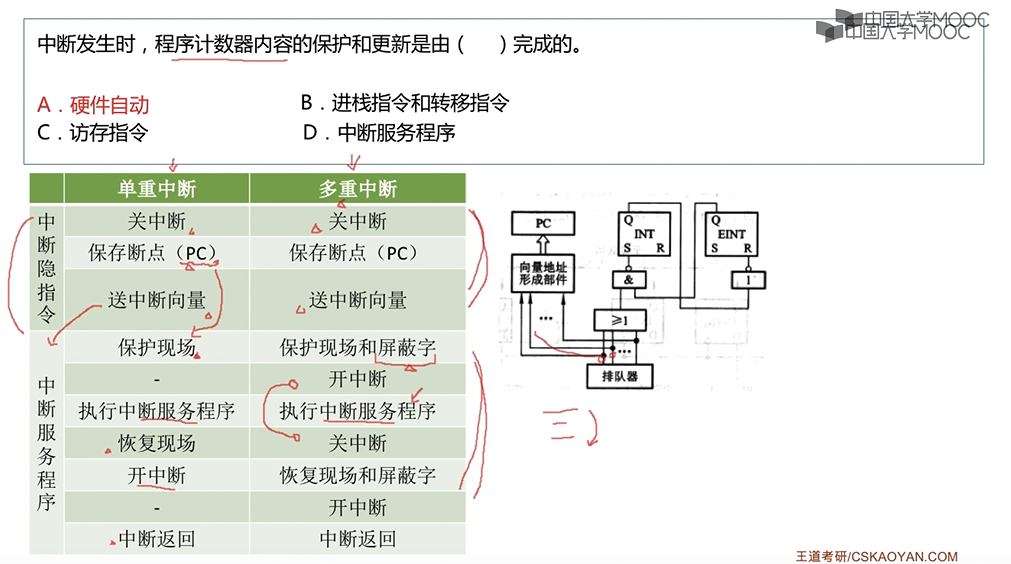 中国大学MOOC
中国大学MOOC
中断发生时，程序计数器内容的保护和更新是由（ ）完成的。
A．硬件自动 B．进栈指令和转移指令
C．访存指令 D．中断服务程序
单重中断 多重中断
中断隐指令
关中断 关中断
保存断点（PC） 保存断点（PC）
送中断向量 送中断向量
中断服务程序
保护现场 保护现场和屏蔽字
- 开中断
执行中断服务程序 执行中断服务程序
恢复现场 关中断
开中断 恢复现场和屏蔽字
- 开中断
中断返回 中断返回
PC
向量地址
形成部件
Q
INT
S R
Q
EINT
S R
&
1
≥1
…
…
排队器
三
王道考研/CSKAOYAN.COM